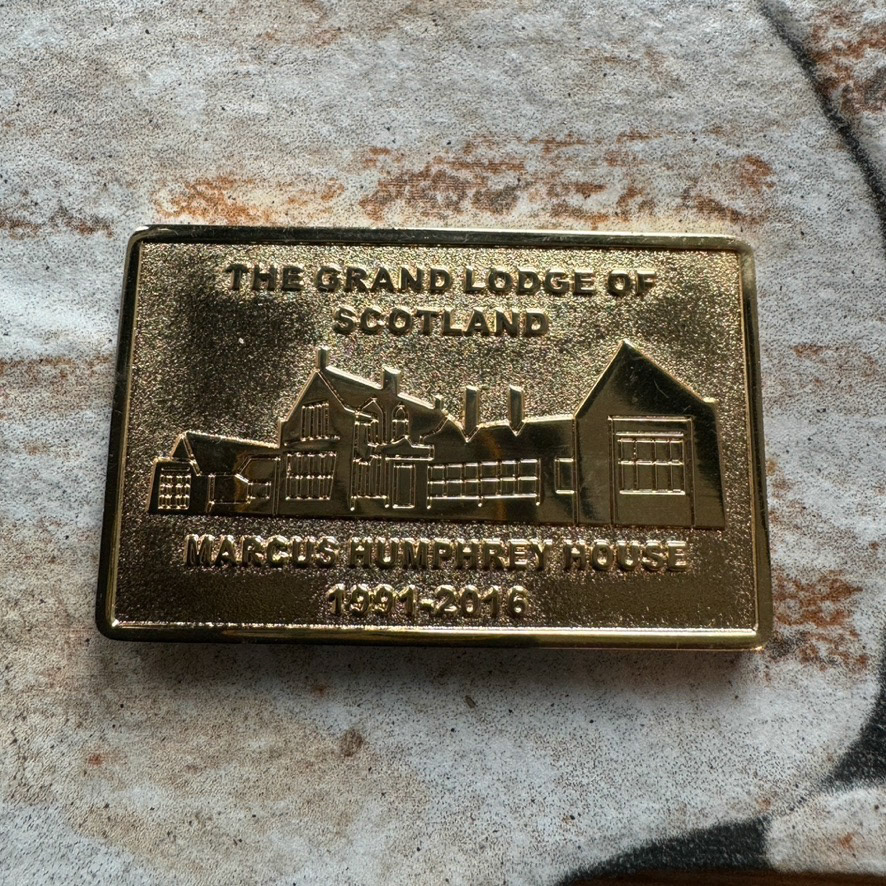 THE GRAND LODGE OF
SCOTLAND
MARCUS HUMPHREY HOUSE
1991-2016